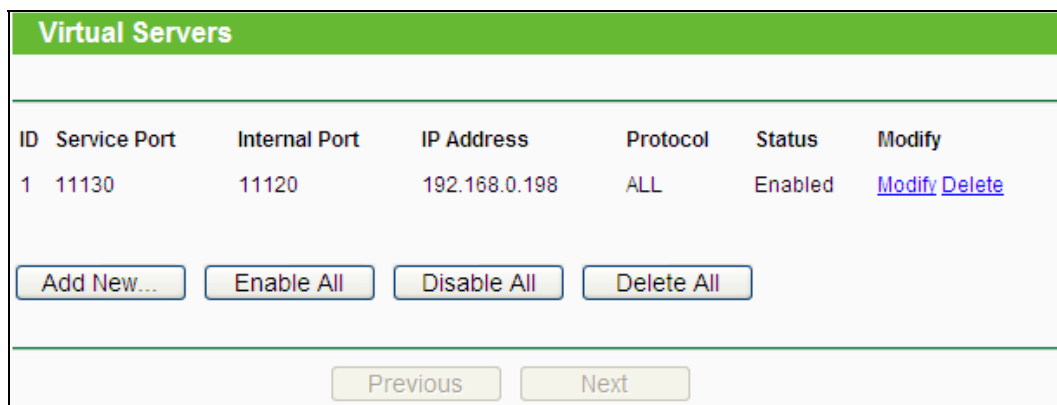 Virtual Servers
ID Service Port Internal Port IP Address Protocol Status Modify
1 11130 11120 192.168.0.198 ALL Enabled Modify Delete
Add New... Enable All Disable All Delete All
Previous Next